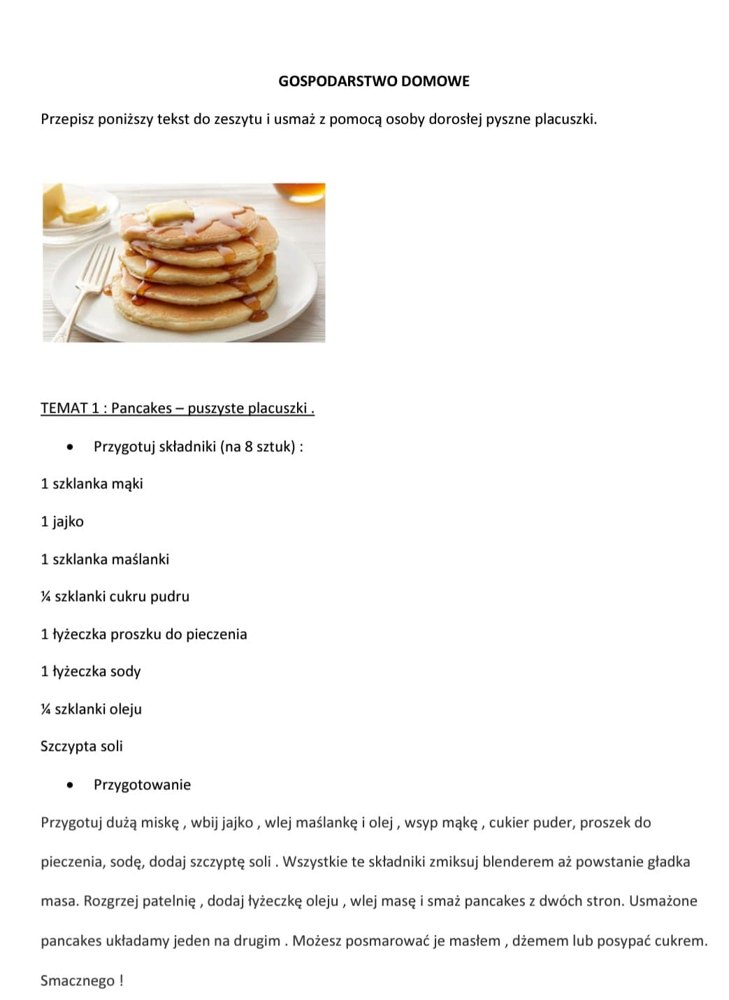 GOSPODARSTWO DOMOWE
Przepisz poniższy tekst do zeszytu i usmaż z pomocą osoby dorosłej pyszne placuszki.
TEMAT 1 : Pancakes – puszyste placuszki .
• Przygotuj składniki (na 8 sztuk) :
1 szklanka mąki
1 jajko
1 szklanka maślanki
¼ szklanki cukru pudru
1 łyżeczka proszku do pieczenia
1 łyżeczka sody
¼ szklanki oleju
Szczypta soli
• Przygotowanie
Przygotuj dużą miskę , wbij jajko , wlej maślankę i olej , wsyp mąkę , cukier puder, proszek do
pieczenia, sodę, dodaj szczyptę soli . Wszystkie te składniki zmiksuj blenderem aż powstanie gładka
masa. Rozgrzej patelnię , dodaj łyżeczkę oleju , wlej masę i smaż pancakes z dwóch stron. Usmażone
pancakes układamy jeden na drugim . Możesz posmarować je masłem , dżemem lub posypać cukrem.
Smacznego !